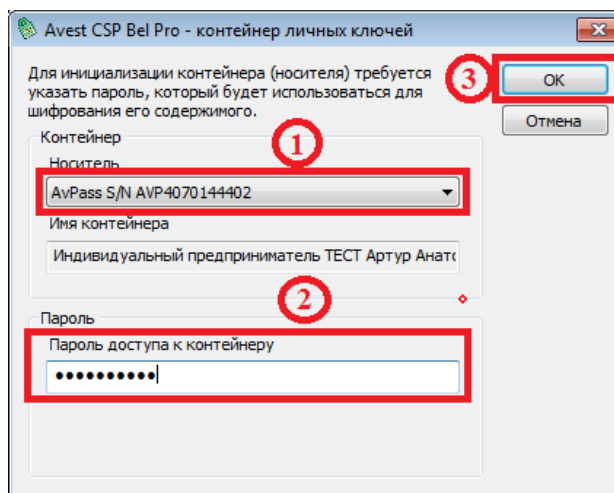 Avest CSP Bel Pro - контейнер личных ключей
Для инициализации контейнера (носителя) требуется
указать пароль, который будет использоваться для
шифрования его содержимого.
3
OK
Отмена
Контейнер
1
Носитель
AvPass S/N AVP4070144402
Имя контейнера
Индивидуальный предприниматель ТЕСТ Артур Анатс
2
Пароль
Пароль доступа к контейнеру
••••••••••